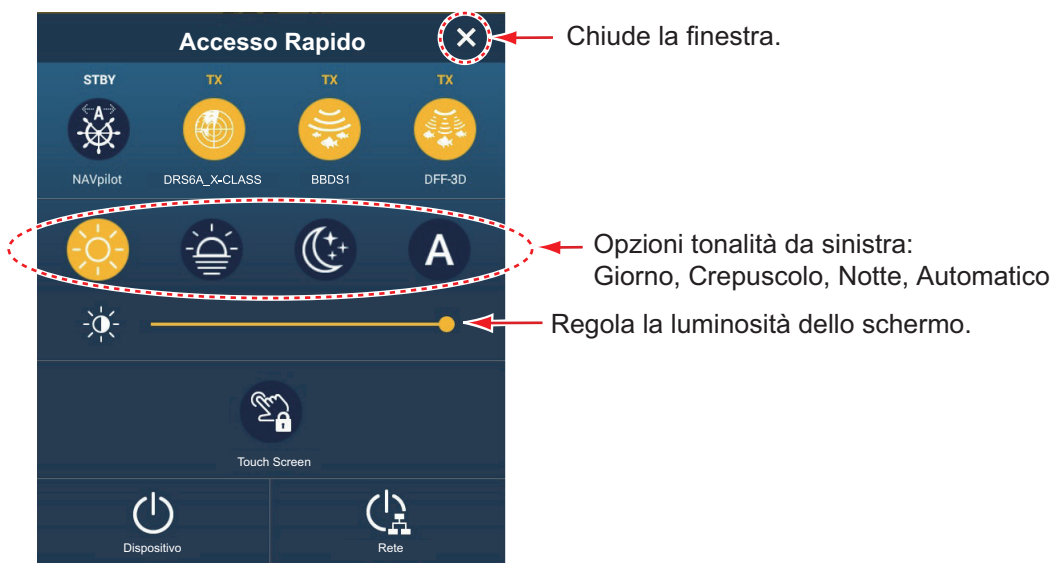 Accesso Rapido
Chiude la finestra.
STBY TX TX TX
A
NAVpilot DRS6A_X-CLASS BBDS1 DFF-3D
A
Opzioni tonalità da sinistra:
Giorno, Crepuscolo, Notte, Automatico
Regola la luminosità dello schermo.
Touch Screen
Dispositivo Rete